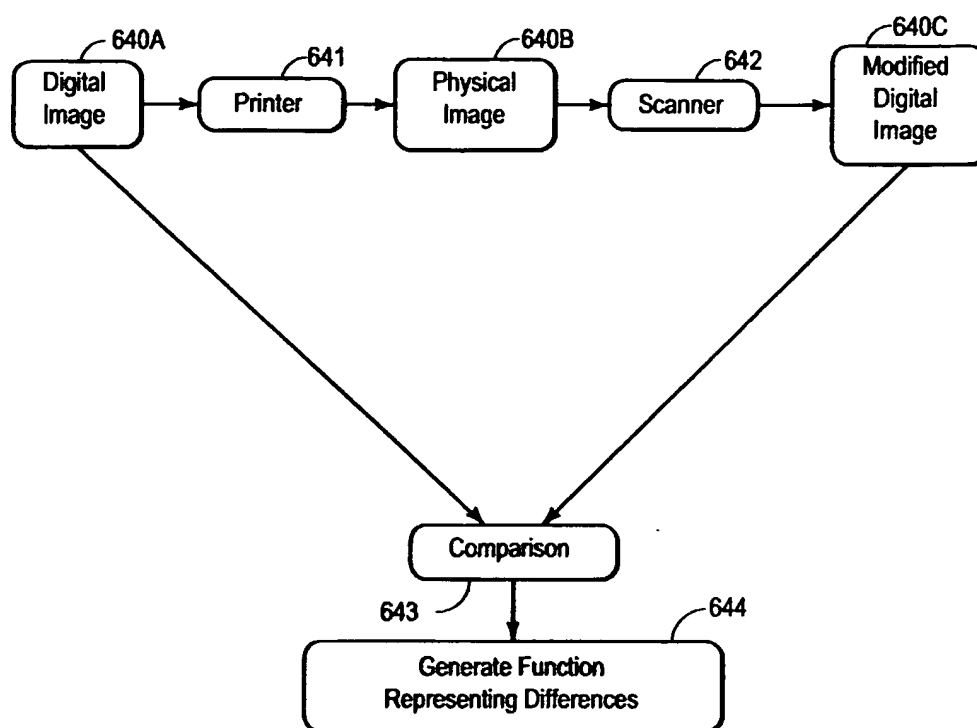 640A
641
640B
642
640C
Digital
Image
Printer
Physical
Image
Scanner
Modified
Digital
Image
Comparison
643
644
Generate Function
Representing Differences